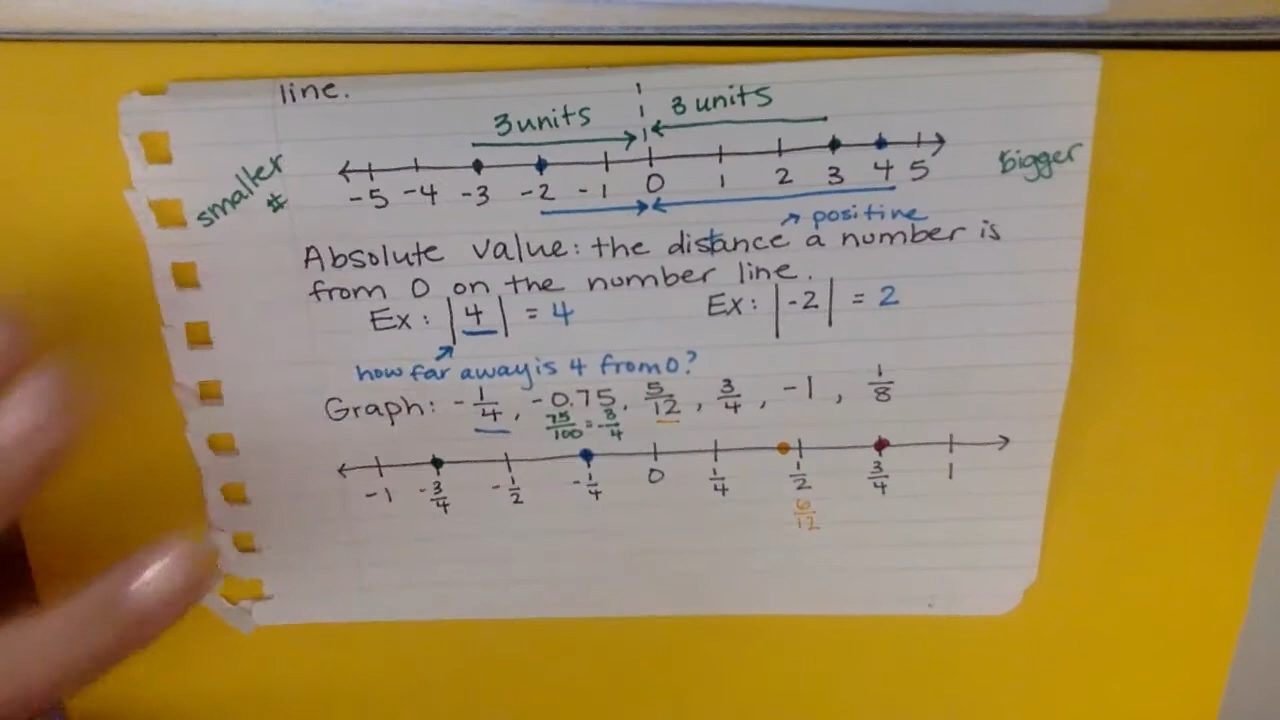 line.
3 units 3 units
smaller # bigger
-5 -4 -3 -2 -1 0 1 2 3 4 5
positive
Absolute value: the distance a number is
from 0 on the number line.
Ex: |4| = 4 Ex: |-2| = 2
how far away is 4 from 0?
Graph: -1/4, -0.75, 5/12, 3/4, -1, 1/8
75/100 = -3/4
-1 -3/4 -1/2 -1/4 0 1/4 1/2 3/4 1
6/12